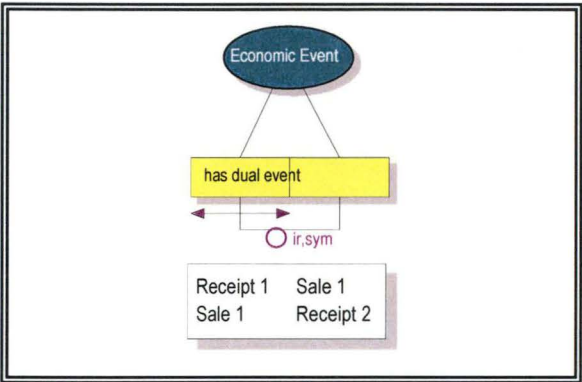 Economic Event
has dual event
ir,sym
Receipt 1 Sale 1
Sale 1 Receipt 2